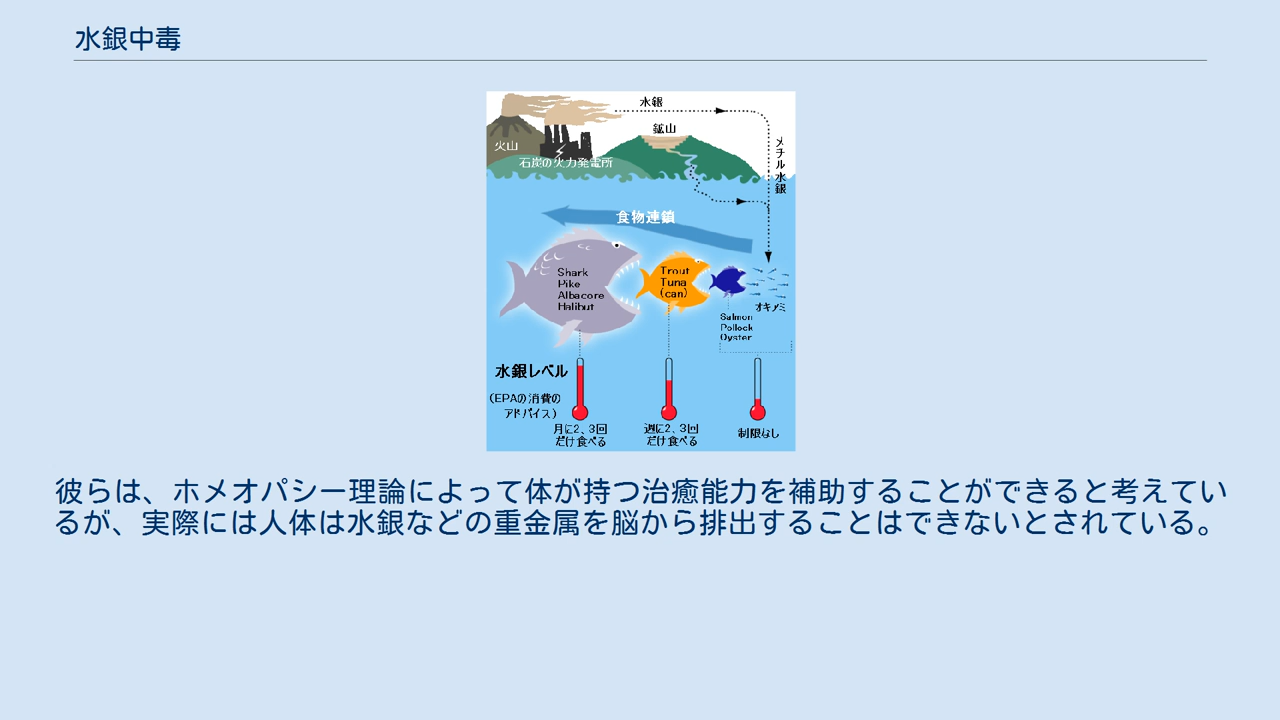 水銀中毒
水銀
火山
鉱山
石炭の火力発電所
メチル水銀
食物連鎖
Shark
Pike
Albacore
Halibut
Trout
Tuna
(can)
オキアミ
Salmon
Pollock
Oyster
水銀レベル
(EPAの消費の
アドバイス)
月に2、3回
だけ食べる
週に2、3回
だけ食べる
制限なし
彼らは、ホメオパシー理論によって体が持つ治癒能力を補助することができると考えてい
るが、実際には人体は水銀などの重金属を脳から排出することはできないとされている。